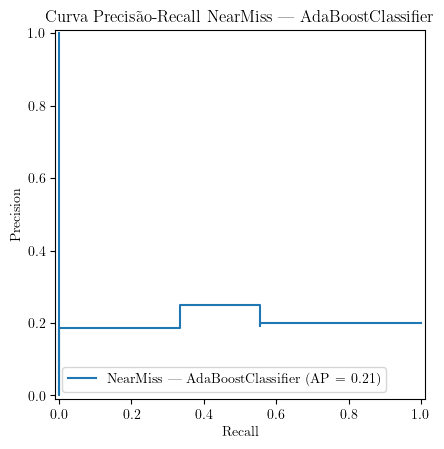 Curva Precisão-Recall NearMiss — AdaBoostClassifier
1.0
0.8
0.6
0.4
0.2
0.0
Precision
NearMiss — AdaBoostClassifier (AP = 0.21)
0.0 0.2 0.4 0.6 0.8 1.0
Recall